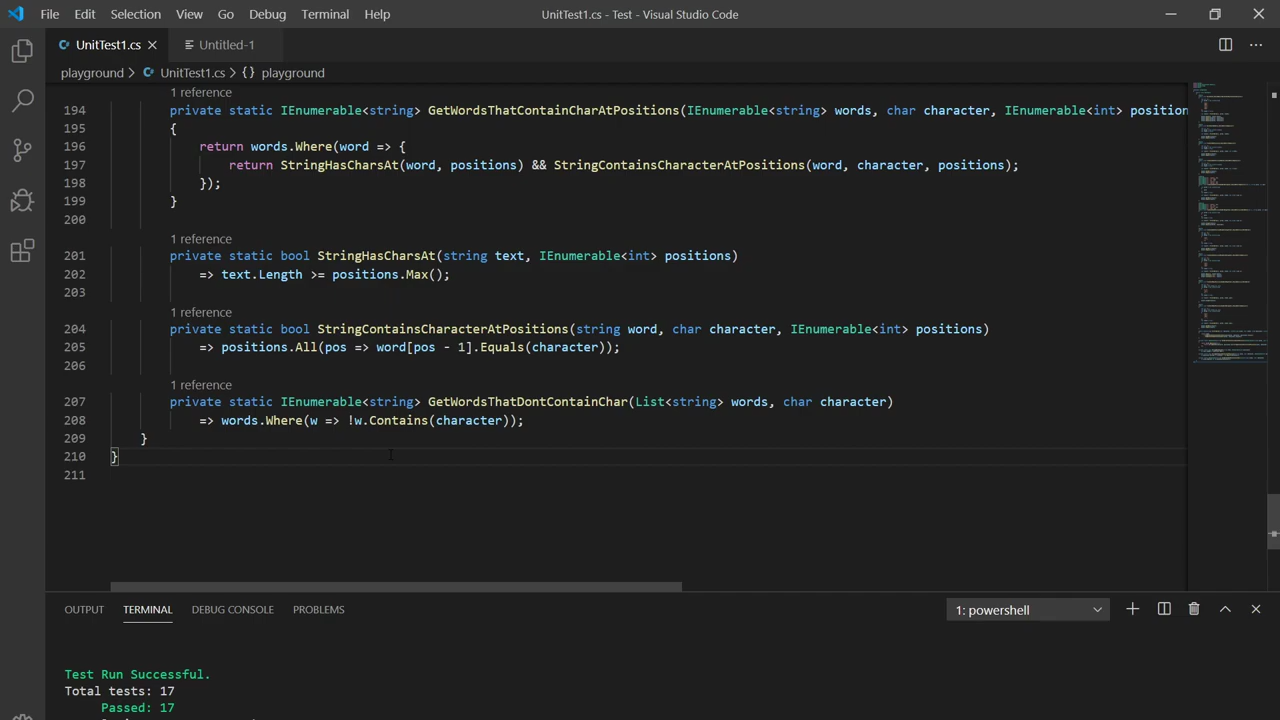 File Edit Selection View Go Debug Terminal Help UnitTest1.cs - Test - Visual Studio Code
UnitTest1.cs Untitled-1
playground UnitTest1.cs {} playground
1 reference
194 private static IEnumerable<string> GetWordsThatContainCharAtPositions(IEnumerable<string> words, char character, IEnumerable<int> position
195 {
196 return words.Where(word => {
197 return StringHasCharsAt(word, positions) && StringContainsCharacterAtPositions(word, character, positions);
198 });
199 }
200
1 reference
201 private static bool StringHasCharsAt(string text, IEnumerable<int> positions)
202 => text.Length >= positions.Max();
203
1 reference
204 private static bool StringContainsCharacterAtPositions(string word, char character, IEnumerable<int> positions)
205 => positions.All(pos => word[pos - 1].Equals(character));
206
1 reference
207 private static IEnumerable<string> GetWordsThatDontContainChar(List<string> words, char character)
208 => words.Where(w => !w.Contains(character));
209 }
210 }
211
OUTPUT TERMINAL DEBUG CONSOLE PROBLEMS 1: powershell
Test Run Successful.
Total tests: 17
Passed: 17